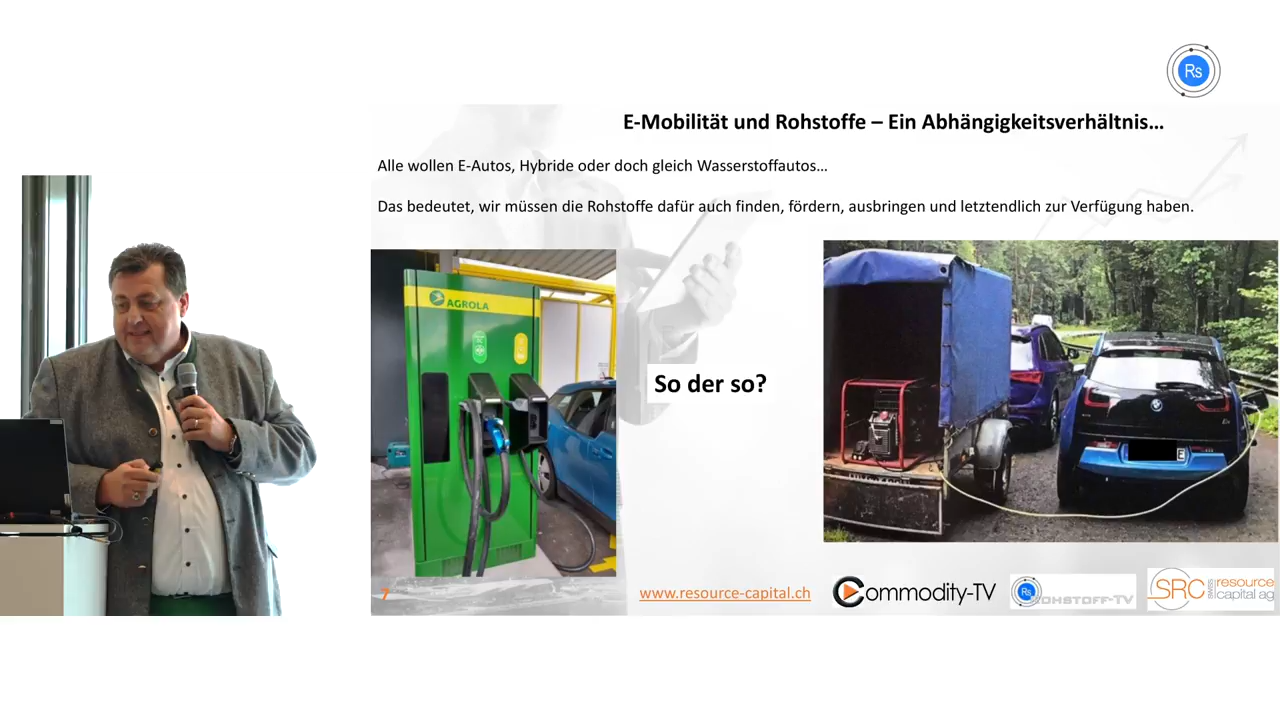 Rs
E-Mobilität und Rohstoffe – Ein Abhängigkeitsverhältnis...
Alle wollen E-Autos, Hybride oder doch gleich Wasserstoffautos...
Das bedeutet, wir müssen die Rohstoffe dafür auch finden, fördern, ausbringen und letztendlich zur Verfügung haben.
AGROLA
So der so?
7
www.resource-capital.ch
Commodity-TV
Rs
ROHSTOFF-TV
SRC
swiss
resource
capital ag